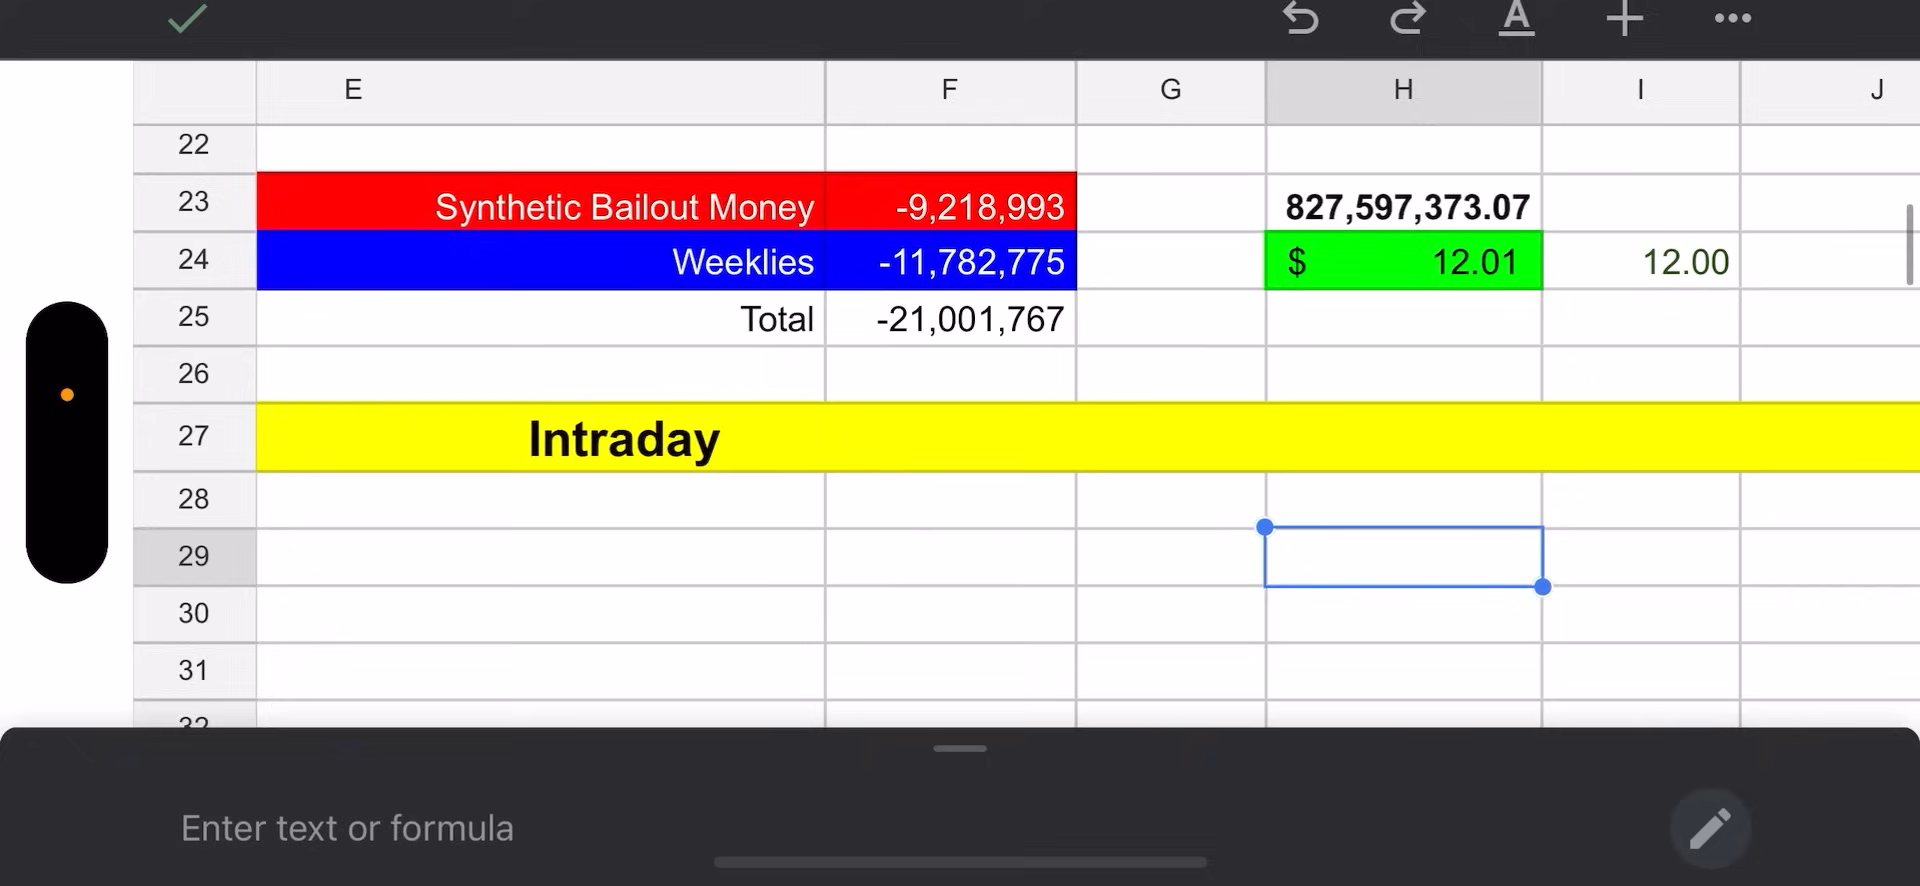 E F G H I J
22
23 Synthetic Bailout Money -9,218,993 827,597,373.07
24 Weeklies -11,782,775 $ 12.01 12.00
25 Total -21,001,767
26
27 Intraday
28
29
30
31
32
Enter text or formula